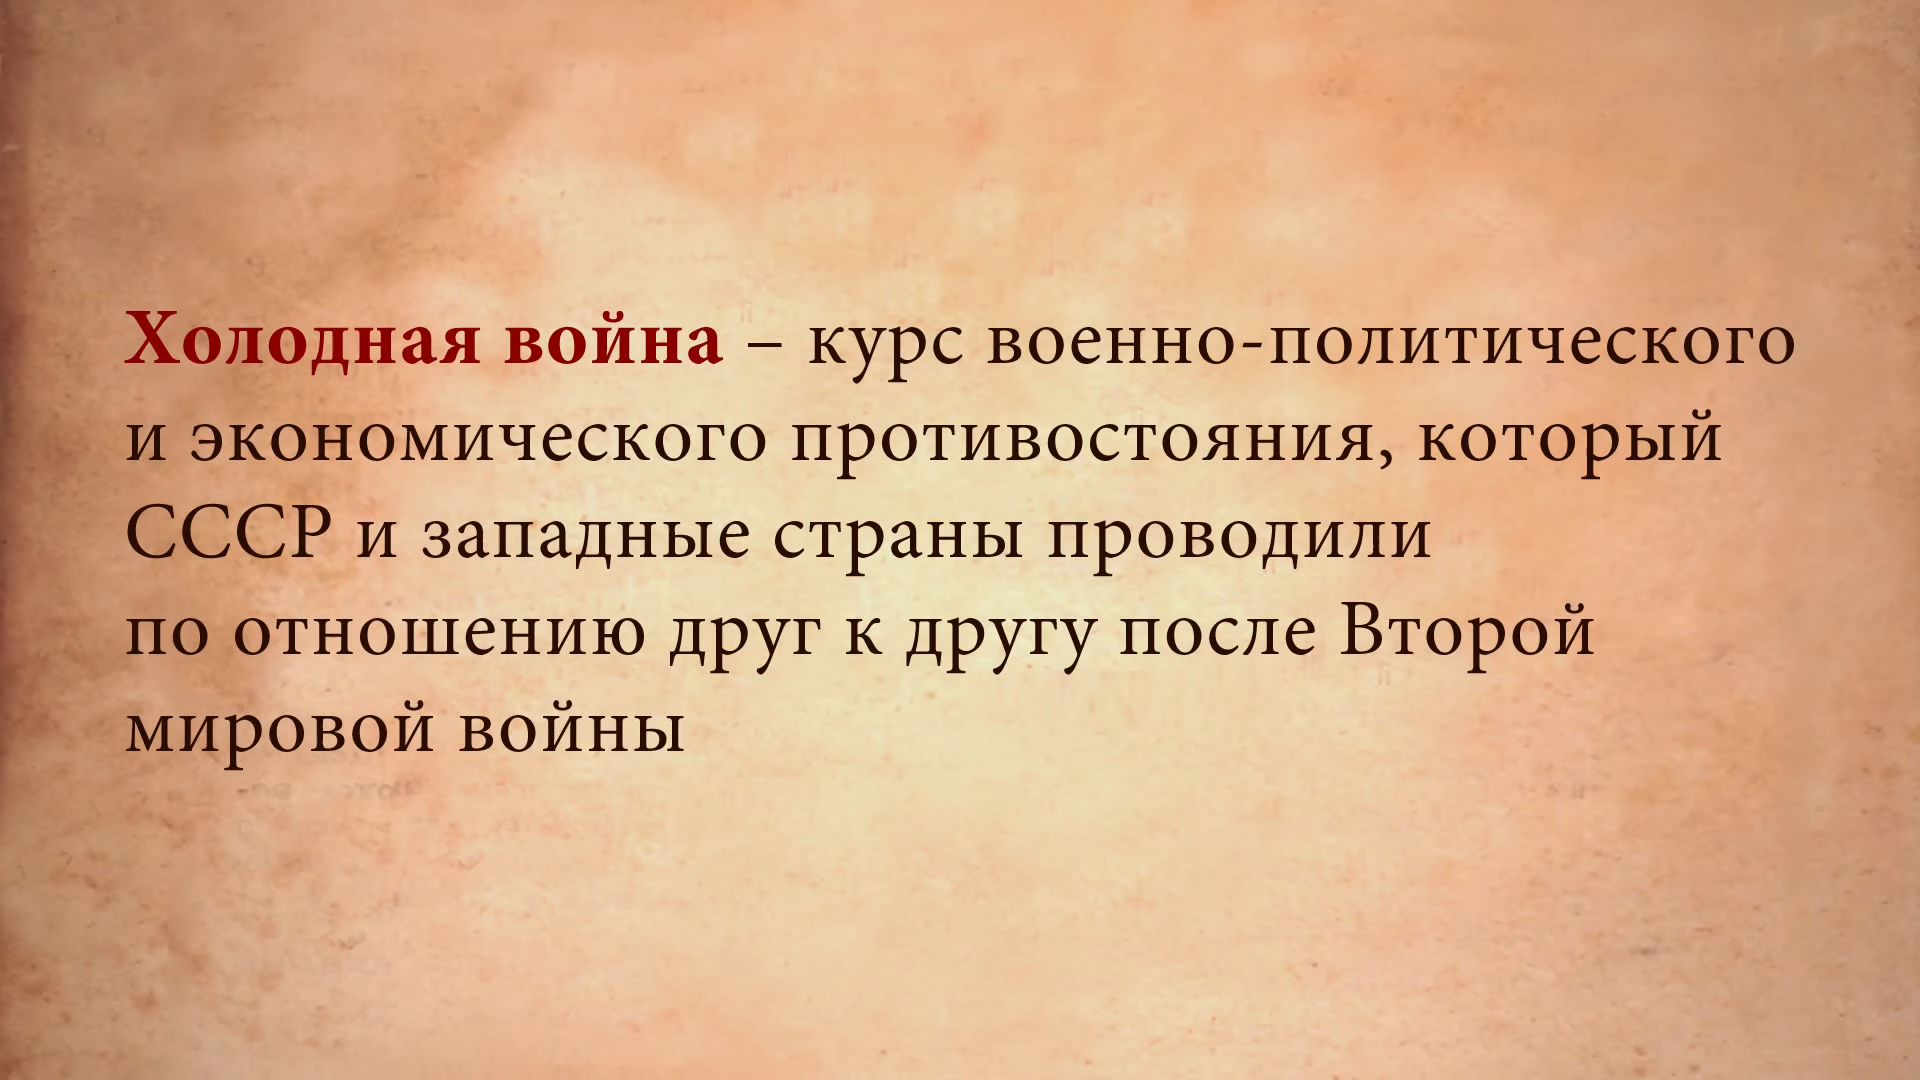 Холодная война – курс военно-политического
и экономического противостояния, который
СССР и западные страны проводили
по отношению друг к другу после Второй
мировой войны